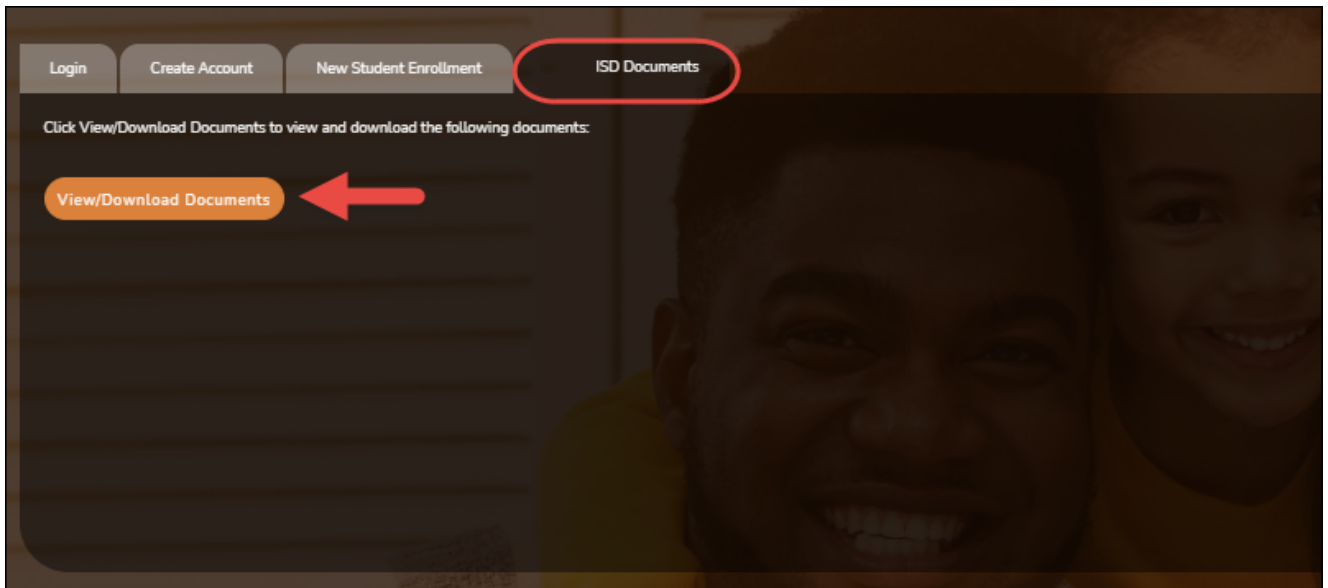 Login
Create Account
New Student Enrollment
ISD Documents
Click View/Download Documents to view and download the following documents:
View/Download Documents